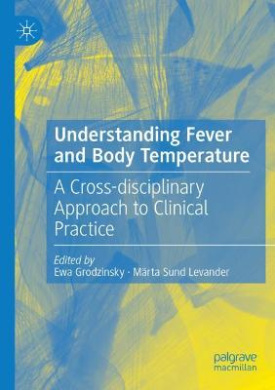 Understanding Fever
and Body Temperature
A Cross-disciplinary
Approach to Clinical
Practice
Edited by
Ewa Grodzinsky · Märta Sund Levander
palgrave
macmillan